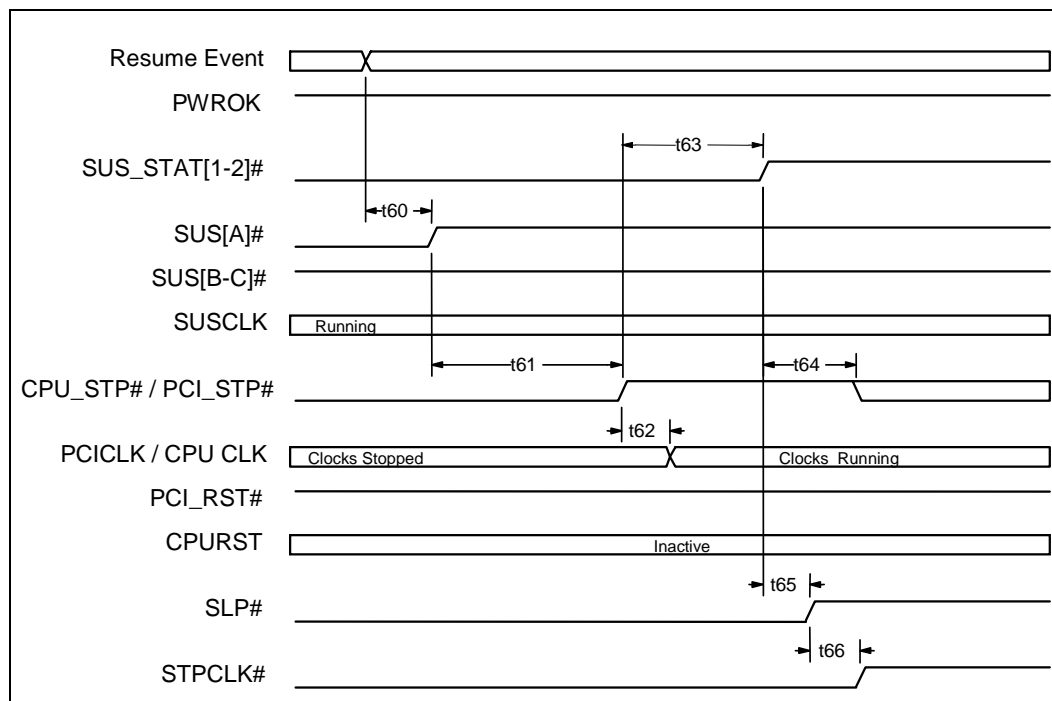 Resume Event
PWROK
t63
SUS_STAT[1-2]#
t60
SUS[A]#
SUS[B-C]#
SUSCLK
Running
t61
t64
CPU_STP# / PCI_STP#
t62
PCICLK / CPU CLK
Clocks Stopped
Clocks Running
PCI_RST#
CPURST
Inactive
t65
SLP#
t66
STPCLK#